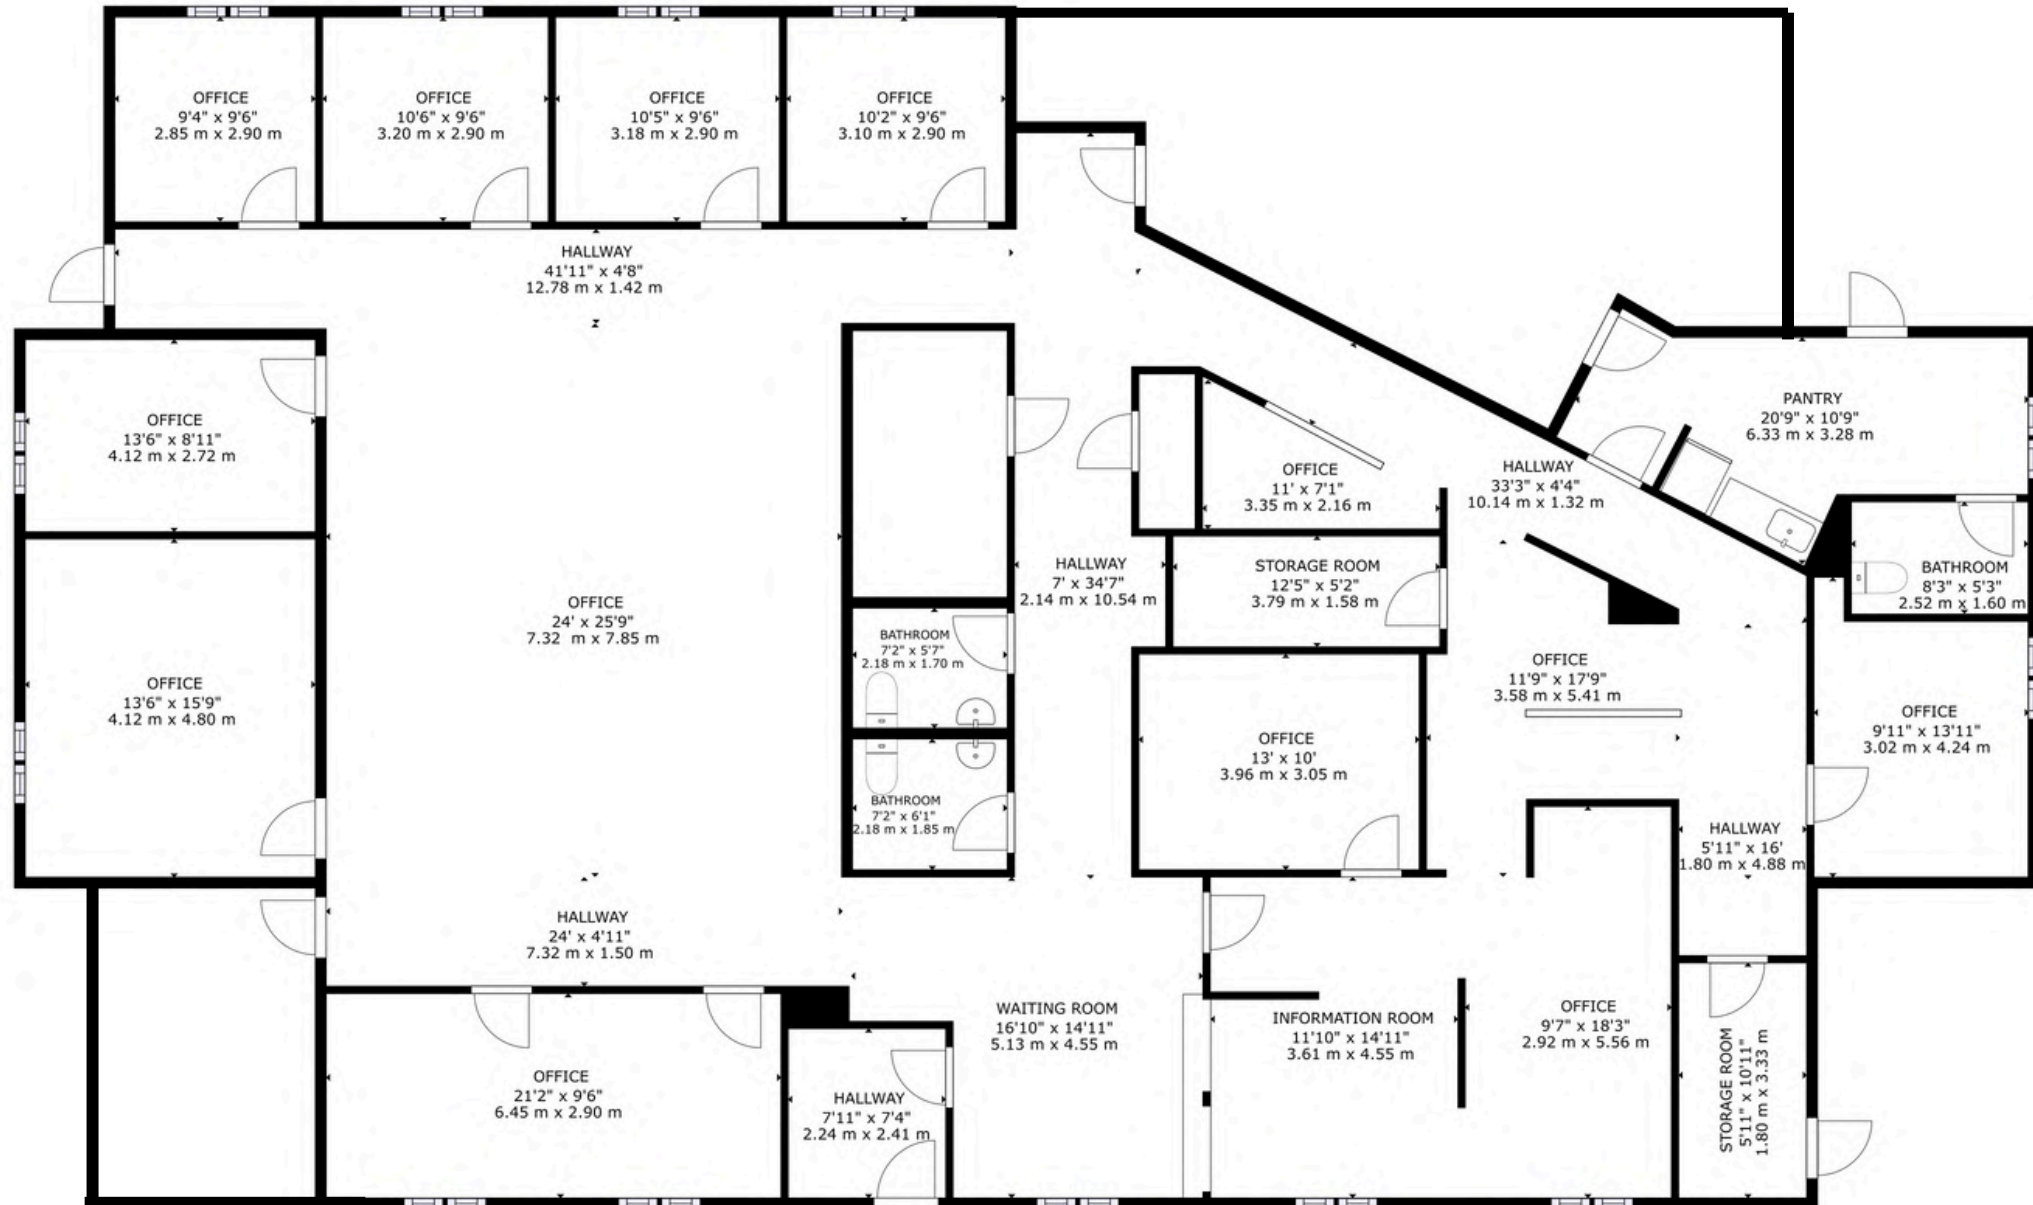 OFFICE
9'4" x 9'6"
2.85 m x 2.90 m
OFFICE
10'6" x 9'6"
3.20 m x 2.90 m
OFFICE
10'5" x 9'6"
3.18 m x 2.90 m
OFFICE
10'2" x 9'6"
3.10 m x 2.90 m
HALLWAY
41'11" x 4'8"
12.78 m x 1.42 m
OFFICE
13'6" x 8'11"
4.12 m x 2.72 m
PANTRY
20'9" x 10'9"
6.33 m x 3.28 m
OFFICE
11' x 7'1"
3.35 m x 2.16 m
HALLWAY
33'3" x 4'4"
10.14 m x 1.32 m
HALLWAY
7' x 34'7"
2.14 m x 10.54 m
STORAGE ROOM
12'5" x 5'2"
3.79 m x 1.58 m
BATHROOM
8'3" x 5'3"
2.52 m x 1.60 m
OFFICE
24' x 25'9"
7.32 m x 7.85 m
BATHROOM
7'2" x 5'7"
2.18 m x 1.70 m
OFFICE
13'6" x 15'9"
4.12 m x 4.80 m
OFFICE
11'9" x 17'9"
3.58 m x 5.41 m
OFFICE
9'11" x 13'11"
3.02 m x 4.24 m
OFFICE
13' x 10'
3.96 m x 3.05 m
BATHROOM
7'2" x 6'1"
2.18 m x 1.85 m
HALLWAY
5'11" x 16'
1.80 m x 4.88 m
HALLWAY
24' x 4'11"
7.32 m x 1.50 m
WAITING ROOM
16'10" x 14'11"
5.13 m x 4.55 m
INFORMATION ROOM
11'10" x 14'11"
3.61 m x 4.55 m
OFFICE
9'7" x 18'3"
2.92 m x 5.56 m
STORAGE ROOM
5'11" x 10'11"
1.80 m x 3.33 m
OFFICE
21'2" x 9'6"
6.45 m x 2.90 m
HALLWAY
7'11" x 7'4"
2.24 m x 2.41 m